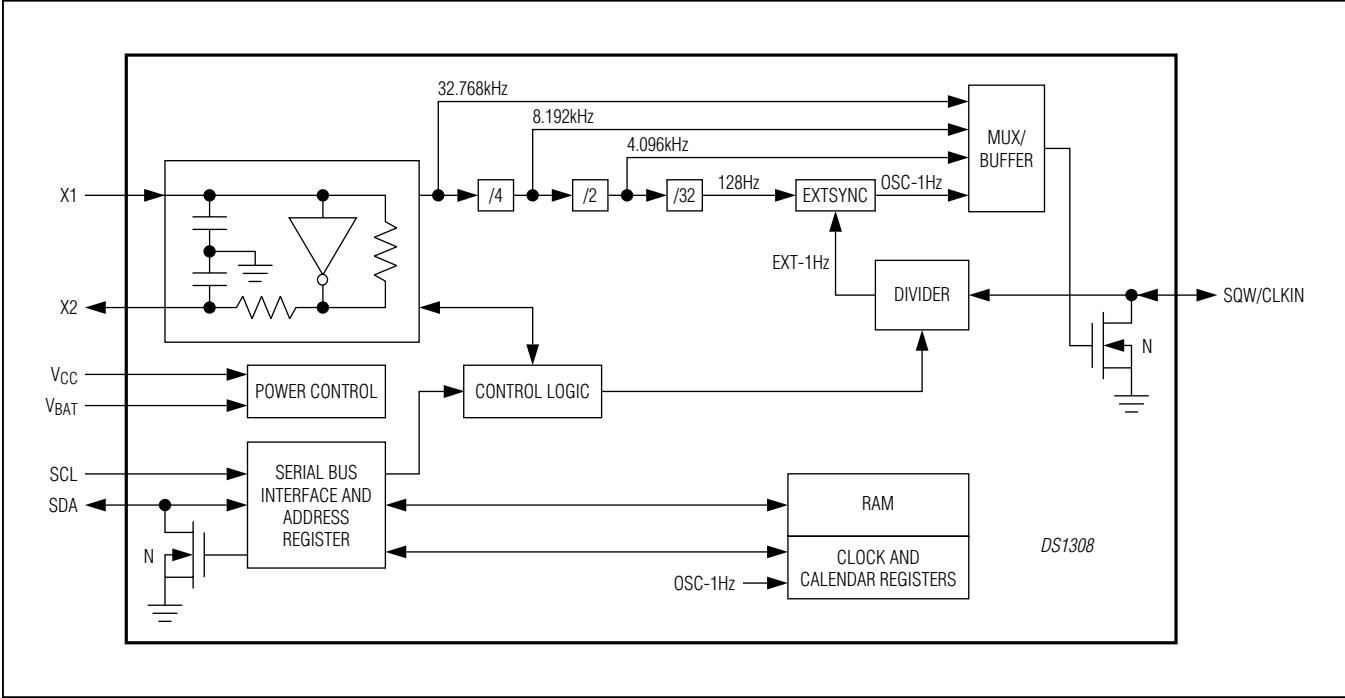 32.768kHz
8.192kHz
4.096kHz
MUX/
BUFFER
X1
/4
/2
/32
128Hz
EXTSYNC
OSC-1Hz
EXT-1Hz
DIVIDER
SQW/CLKIN
X2
N
VCC
VBAT
POWER CONTROL
CONTROL LOGIC
SCL
SDA
SERIAL BUS
INTERFACE AND
ADDRESS
REGISTER
N
RAM
CLOCK AND
CALENDAR REGISTERS
OSC-1Hz
DS1308